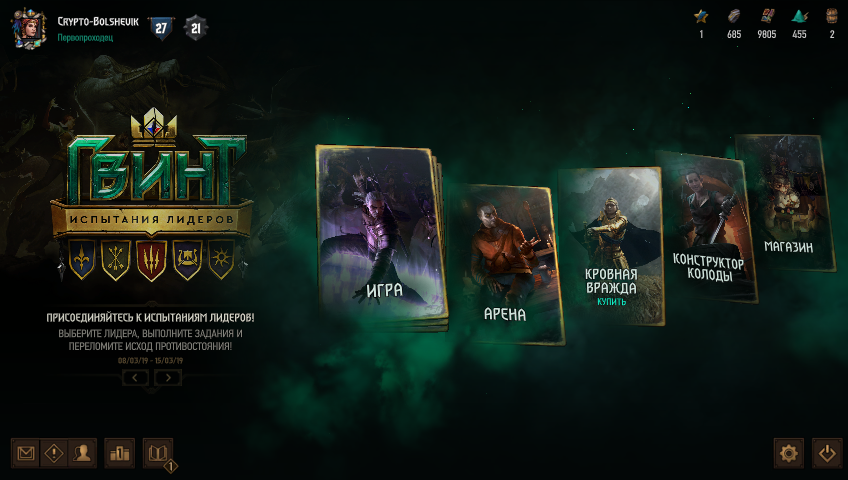 Crypto-Bolshevik
Первопроходец
27
21
1
685
9805
455
2
ГВИНТ
ИСПЫТАНИЯ ЛИДЕРОВ
ПРИСОЕДИНЯЙТЕСЬ К ИСПЫТАНИЯМ ЛИДЕРОВ!
ВЫБЕРИТЕ ЛИДЕРА, ВЫПОЛНИТЕ ЗАДАНИЯ И
ПЕРЕЛОМИТЕ ИСХОД ПРОТИВОСТОЯНИЯ!
08/03/19 - 15/03/19
ИГРА
АРЕНА
КРОВНАЯ
ВРАЖДА
КУПИТЬ
КОНСТРУКТОР
КОЛОДЫ
МАГАЗИН
1